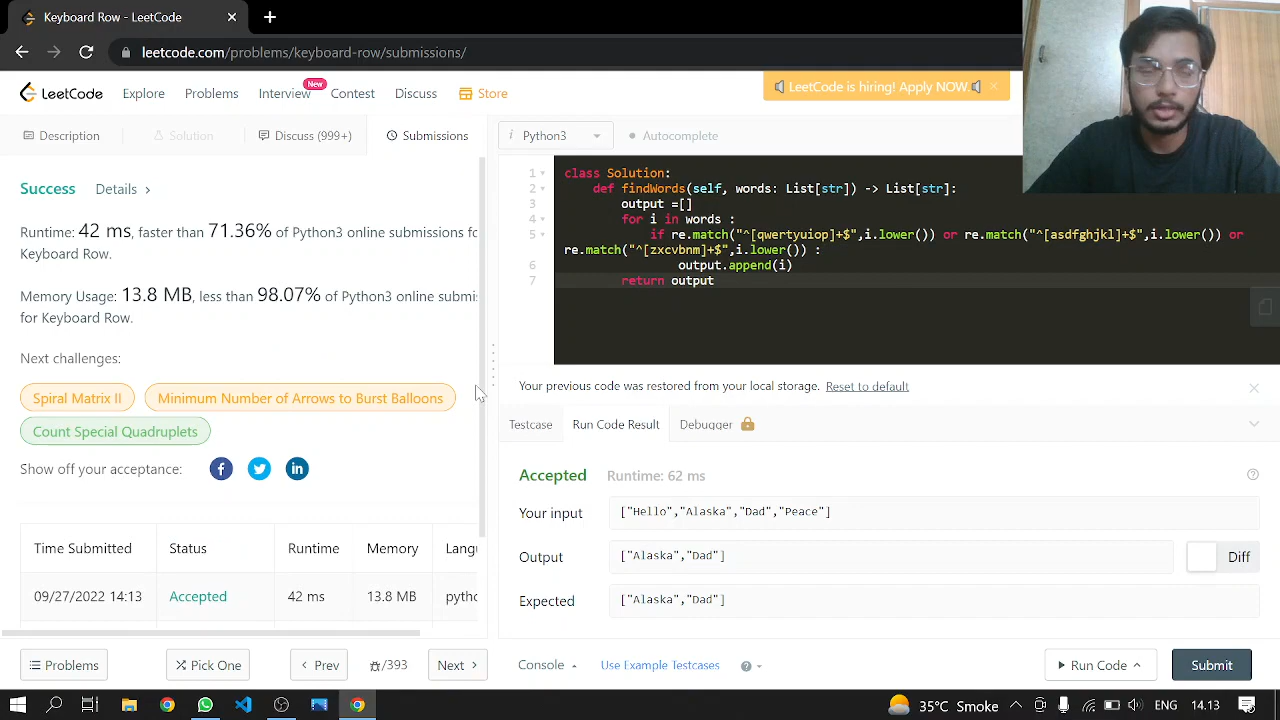 Keyboard Row - LeetCode
leetcode.com/problems/keyboard-row/submissions/
LeetCode Explore Problems Interview New Contest Discuss Store
LeetCode is hiring! Apply NOW.
Description Solution Discuss (999+) Submissions
i Python3 Autocomplete
Success Details
Runtime: 42 ms, faster than 71.36% of Python3 online submissions fo
Keyboard Row.
Memory Usage: 13.8 MB, less than 98.07% of Python3 online submi
for Keyboard Row.
Next challenges:
Spiral Matrix II Minimum Number of Arrows to Burst Balloons
Count Special Quadruplets
Show off your acceptance:
Time Submitted Status Runtime Memory Langu
09/27/2022 14:13 Accepted 42 ms 13.8 MB pytho
1 class Solution:
2 def findWords(self, words: List[str]) -> List[str]:
3 output =[]
4 for i in words :
5 if re.match("^[qwertyuiop]+$",i.lower()) or re.match("^[asdfghjkl]+$",i.lower()) or
re.match("^[zxcvbnm]+$",i.lower()) :
6 output.append(i)
7 return output
Your previous code was restored from your local storage. Reset to default
Testcase Run Code Result Debugger
Accepted Runtime: 62 ms
Your input ["Hello","Alaska","Dad","Peace"]
Output ["Alaska","Dad"] Diff
Expected ["Alaska","Dad"]
Problems Pick One Prev /393 Next Console Use Example Testcases Run Code Submit
35°C Smoke ENG 14.13